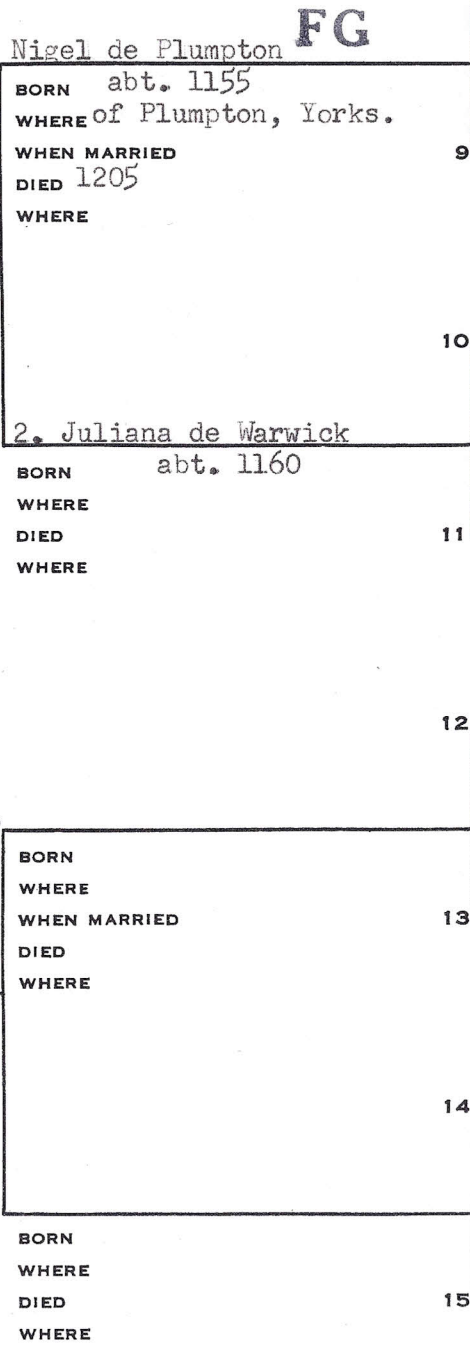 Nigel de Plumpton FG
BORN abt. 1155
WHERE of Plumpton, Yorks.
WHEN MARRIED 9
DIED 1205
WHERE
10
2. Juliana de Warwick
BORN abt. 1160
WHERE
DIED 11
WHERE
12
BORN
WHERE
WHEN MARRIED 13
DIED
WHERE
14
BORN
WHERE
DIED 15
WHERE